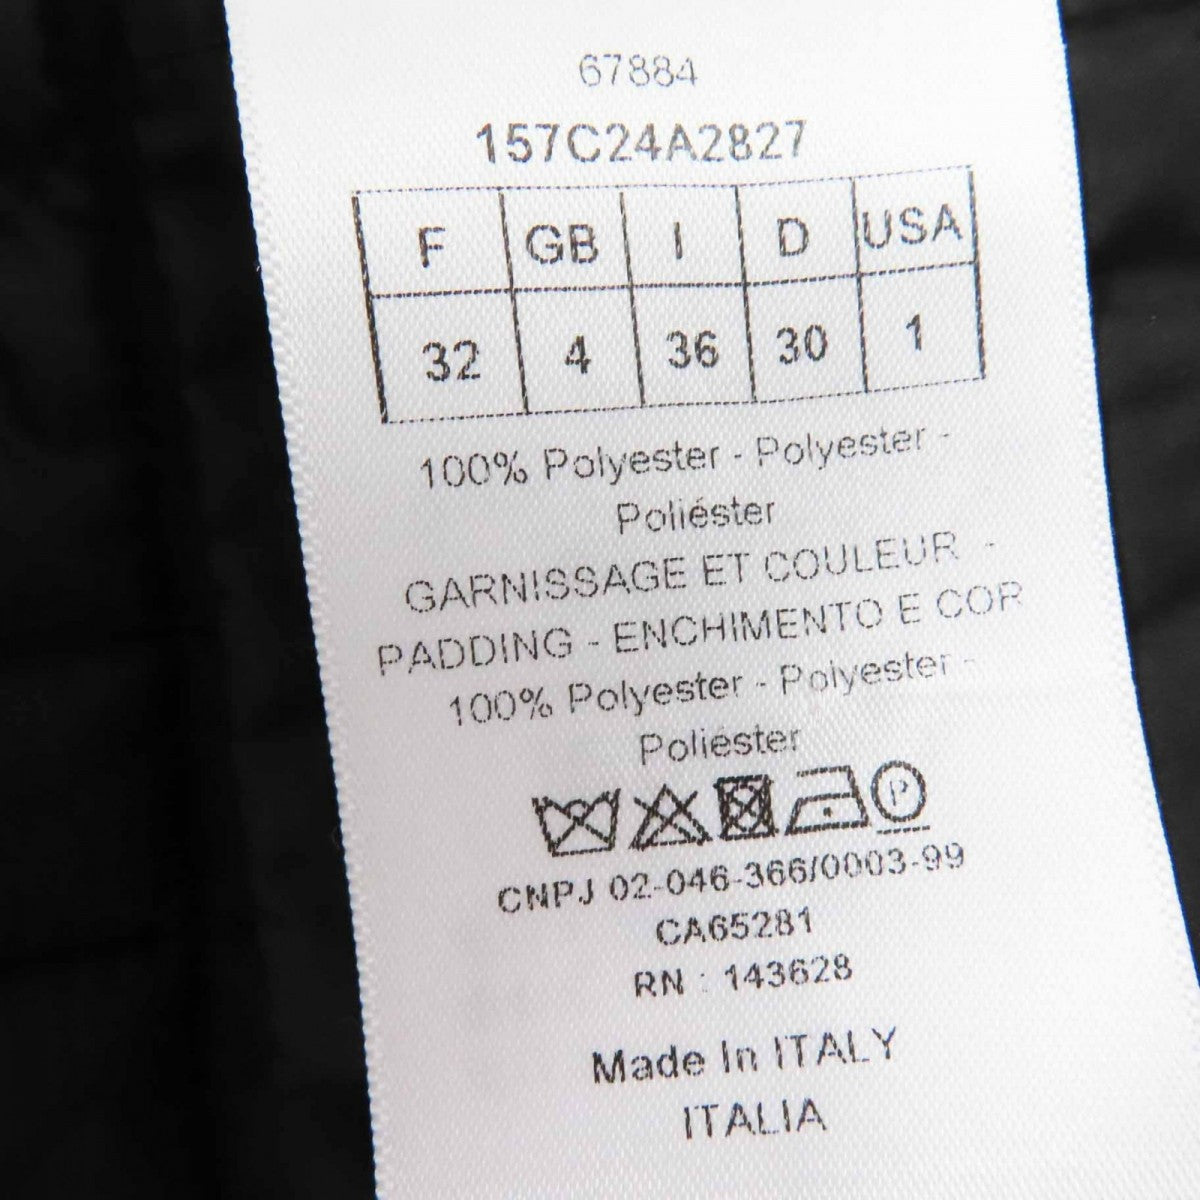 67884
157C24A2827
F GB I D USA
32 4 36 30 1
100% Polyester - Polyester -
Poliéster
GARNISSAGE ET COULEUR -
PADDING - ENCHIMENTO E COR
100% Polyester - Polyester -
Poliéster
P
CNPJ 02-046-366/0003-99
CA65281
RN : 143628
Made In ITALY
ITALIA